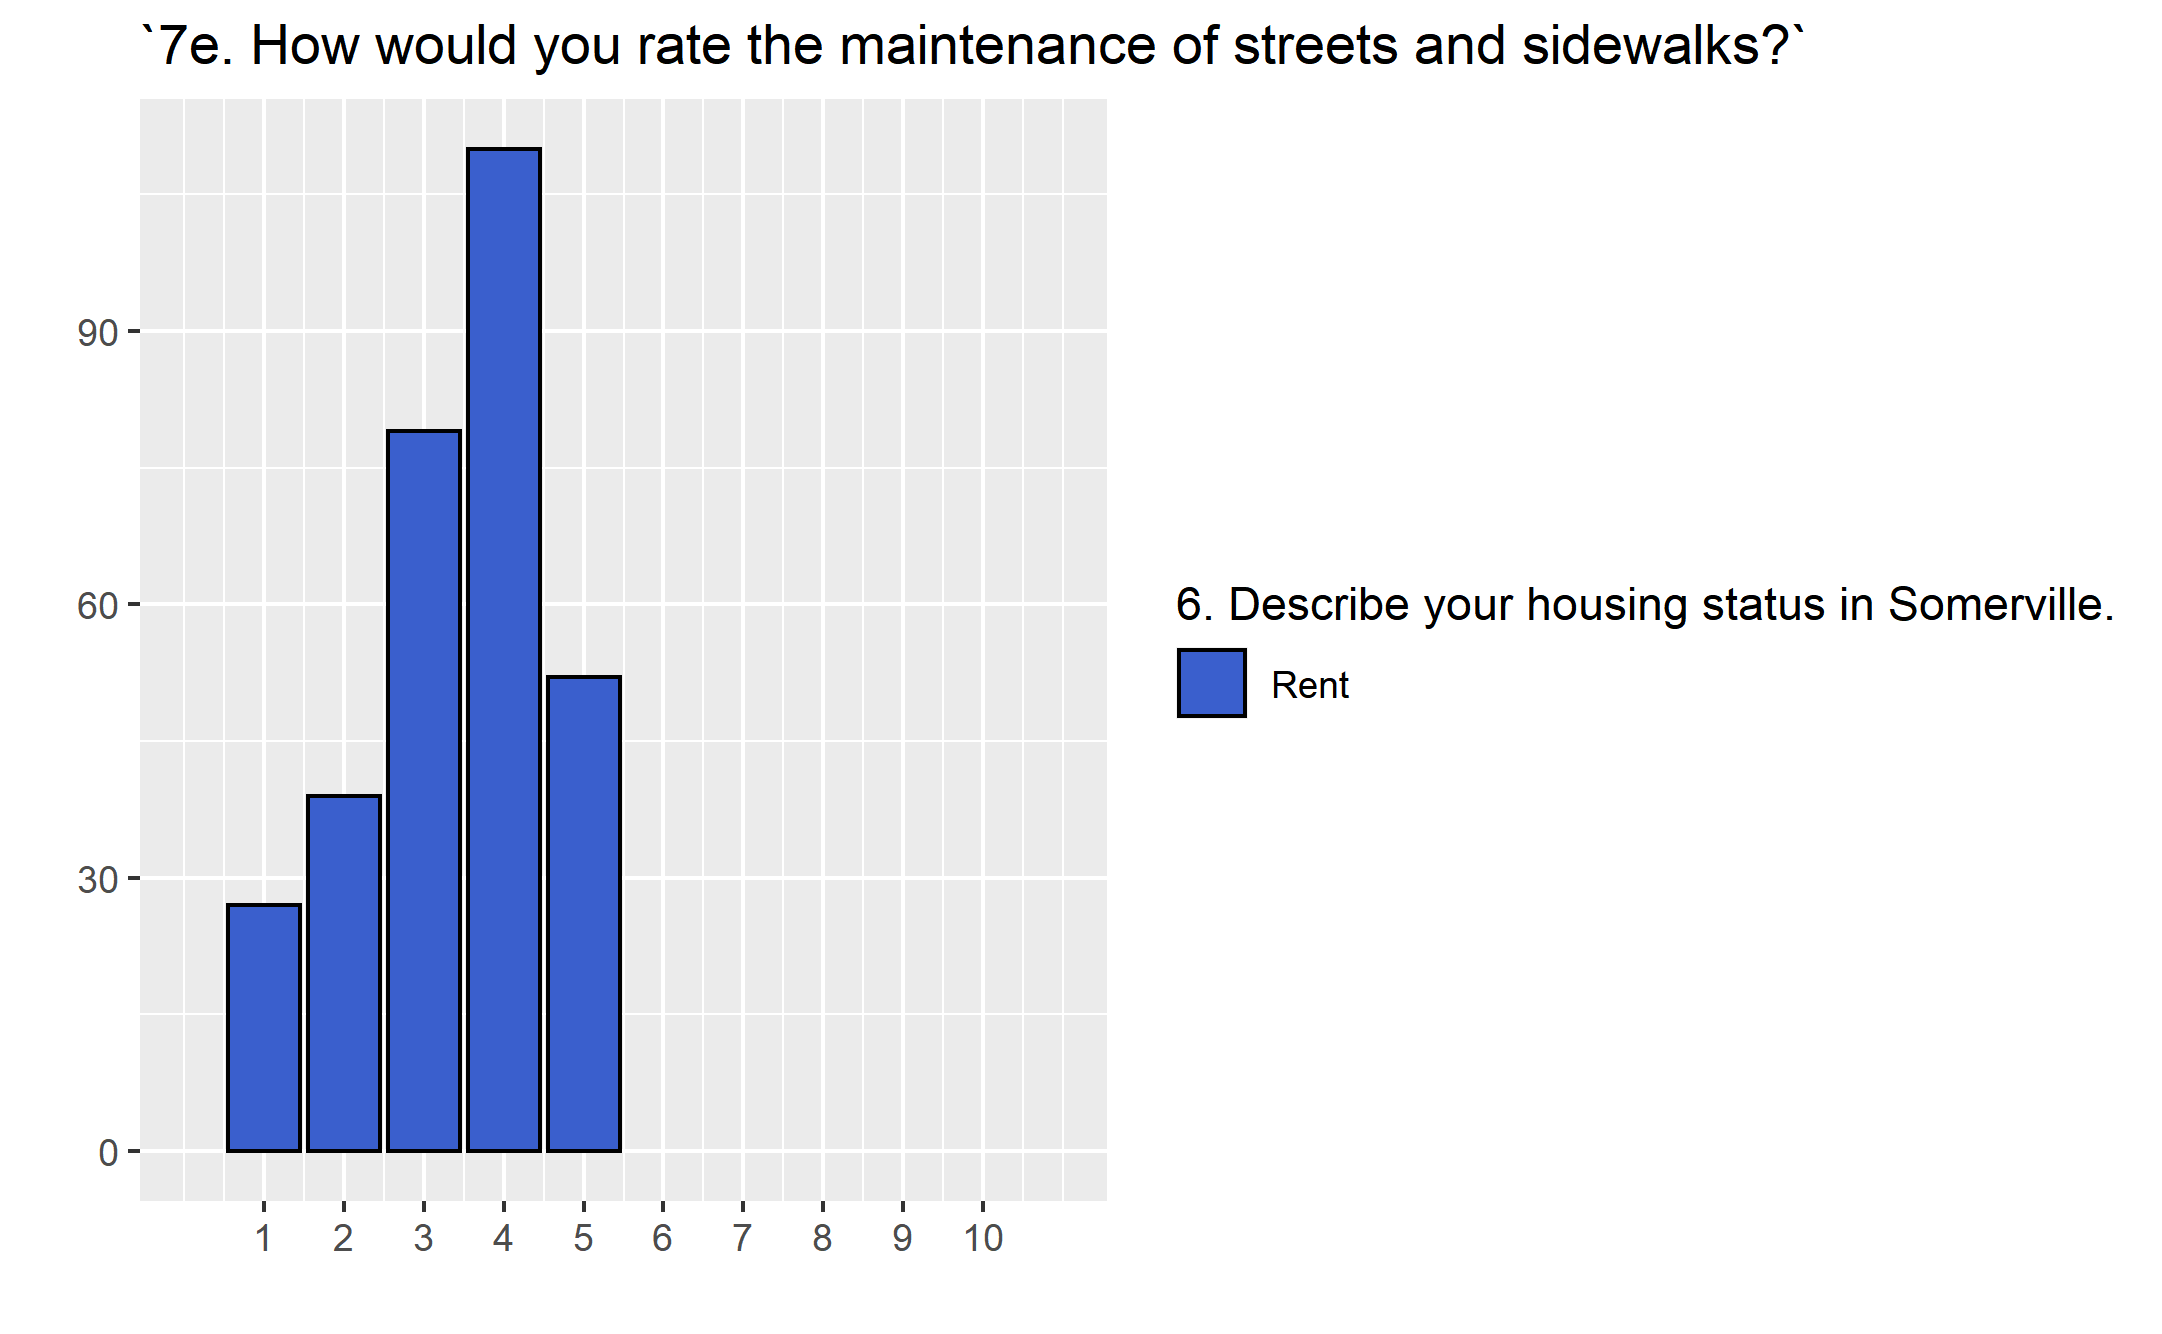 `7e. How would you rate the maintenance of streets and sidewalks?`
90
60
30
0
1 2 3 4 5 6 7 8 9 10
6. Describe your housing status in Somerville.
Rent